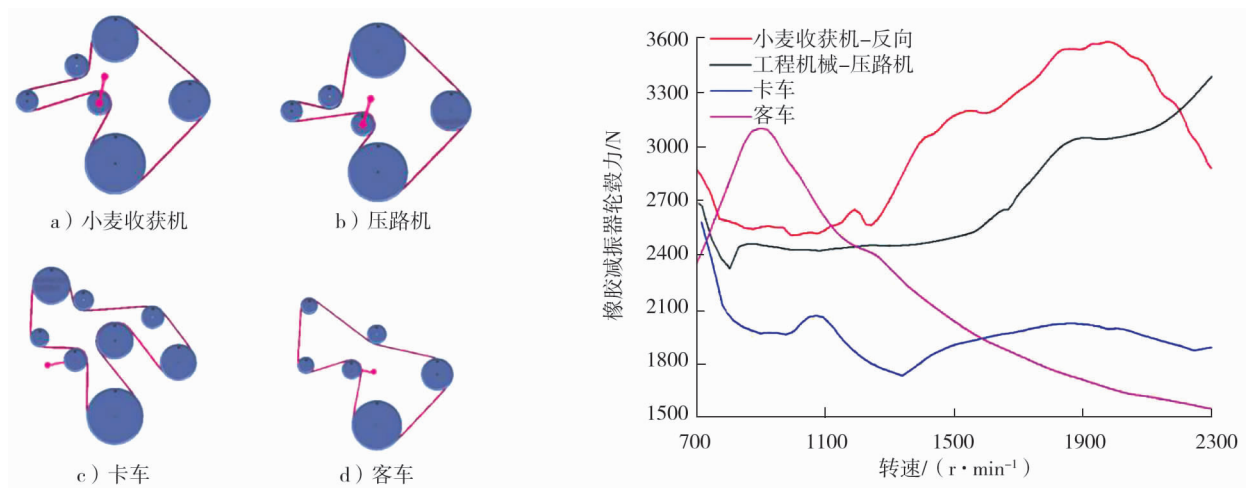 a）小麦收获机
b）压路机
c）卡车
d）客车
橡胶减振器轮毂力/N
3600
3300
3000
2700
2400
2100
1800
1500
小麦收获机-反向
工程机械-压路机
卡车
客车
700
1100
1500
1900
2300
转速/（r·min⁻¹）